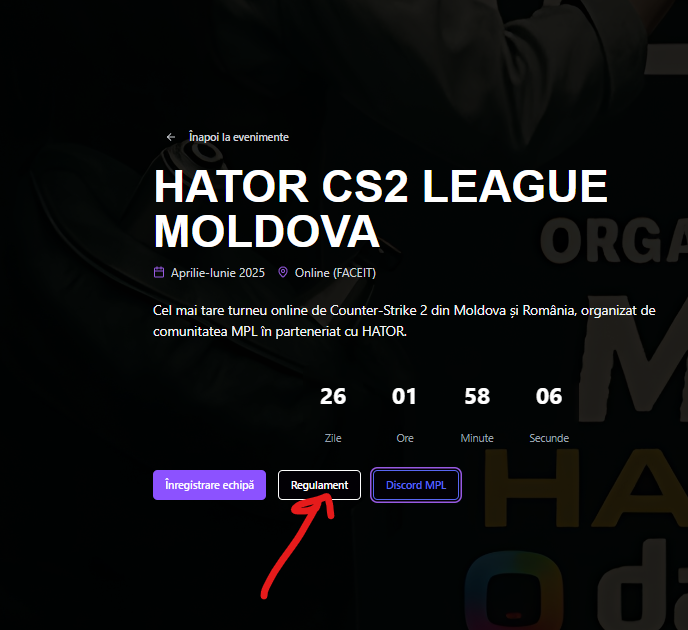 Înapoi la evenimente
HATOR CS2 LEAGUE
MOLDOVA
Aprilie-Iunie 2025 Online (FACEIT)
Cel mai tare turneu online de Counter-Strike 2 din Moldova și România, organizat de
comunitatea MPL în parteneriat cu HATOR.
26 01 58 06
Zile Ore Minute Secunde
Înregistrare echipă Regulament Discord MPL
ORGA
M
HA
da